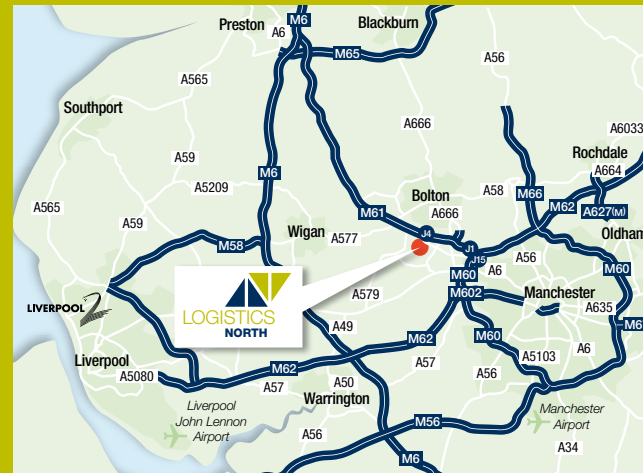 Preston
M6
A6
Blackburn
M65
A56
A565
Southport
A666
A6033
A59
M6
Rochdale
A664
A5209
Bolton
A58
M66
M62
A565
A59
M61
A666
A627(M)
Wigan
A577
J4
Oldham
M58
J1
J15
A56
M60
A6
M60
A579
M602
Manchester
LIVERPOOL 2
LOGISTICS
NORTH
A635
A49
M60
M6
M62
A6
Liverpool
A57
A5103
M62
A5080
A57
A50
A56
Warrington
Liverpool
John Lennon
Airport
Manchester
Airport
M56
A56
A34
M6